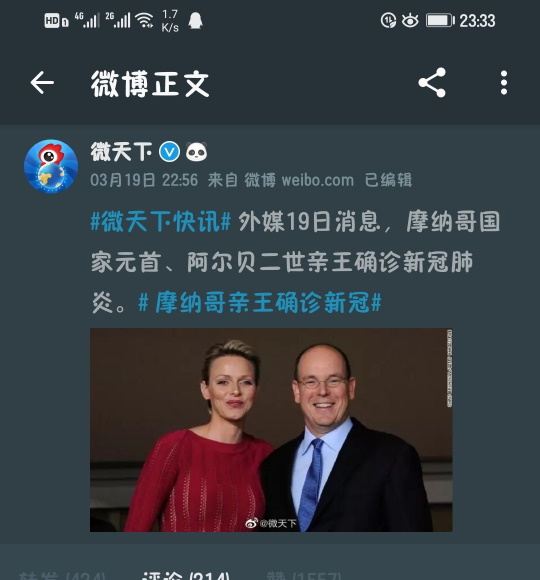 HD 4G 2G 1.7 K/s 23:33
微博正文
微天下
03月19日 22:56 来自 微博 weibo.com 已编辑
#微天下快讯# 外媒19日消息，摩纳哥国
家元首、阿尔贝二世亲王确诊新冠肺
炎。# 摩纳哥亲王确诊新冠#
@微天下
评论